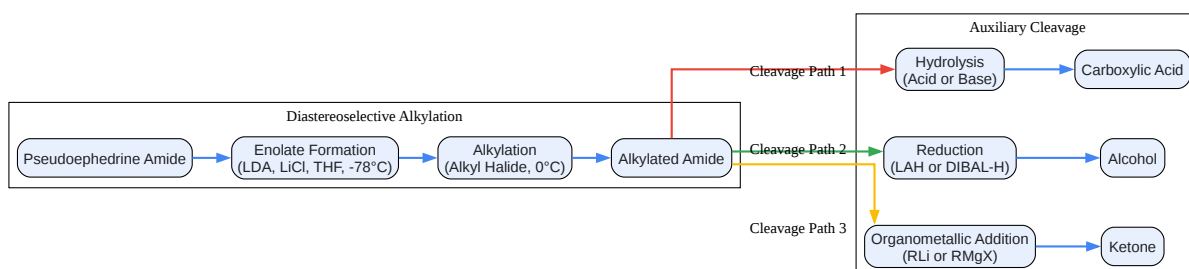 Auxiliary Cleavage
Hydrolysis
(Acid or Base)
Carboxylic Acid
Cleavage Path 1
Diastereoselective Alkylation
Pseudoephedrine Amide
Enolate Formation
(LDA, LiCl, THF, -78°C)
Alkylation
(Alkyl Halide, 0°C)
Alkylated Amide
Cleavage Path 2
Reduction
(LAH or DIBAL-H)
Alcohol
Cleavage Path 3
Organometallic Addition
(RLi or RMgX)
Ketone